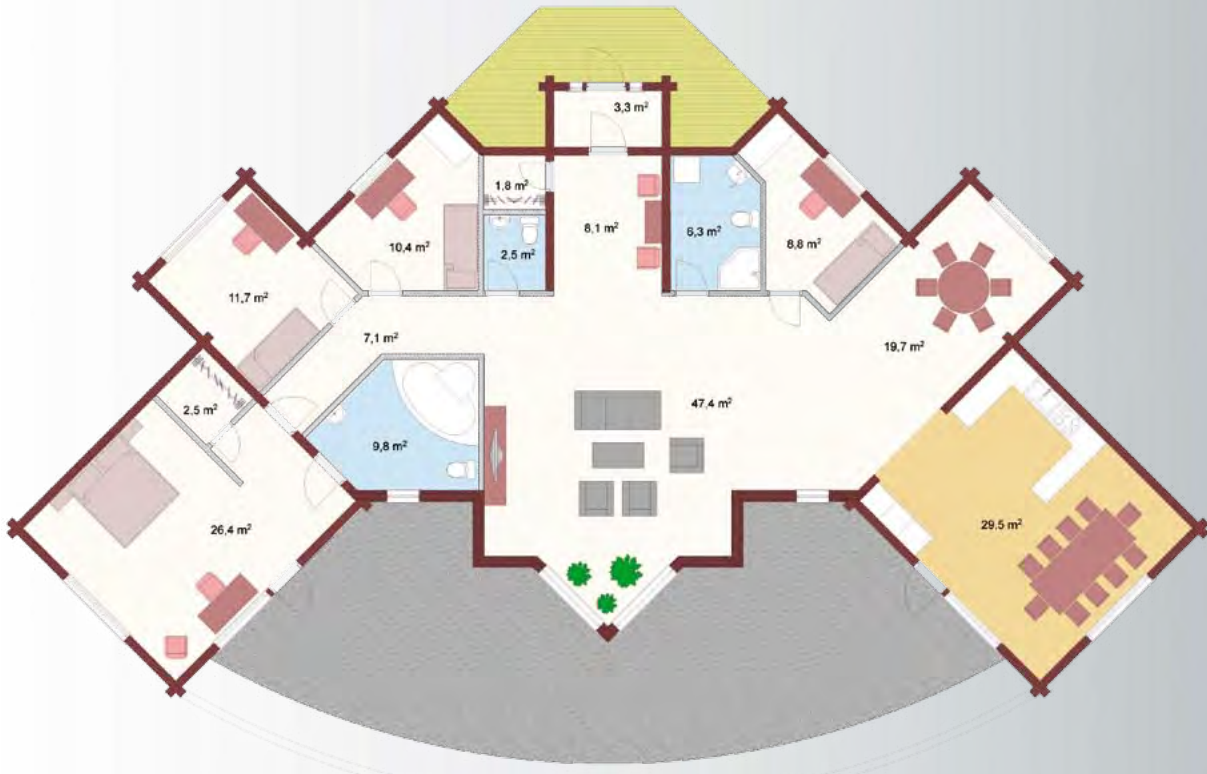 3,3 m²
1,8 m²
8,1 m²
6,3 m²
10,4 m²
2,5 m²
8,8 m²
11,7 m²
7,1 m²
19,7 m²
2,5 m²
47,4 m²
9,8 m²
26,4 m²
29,5 m²